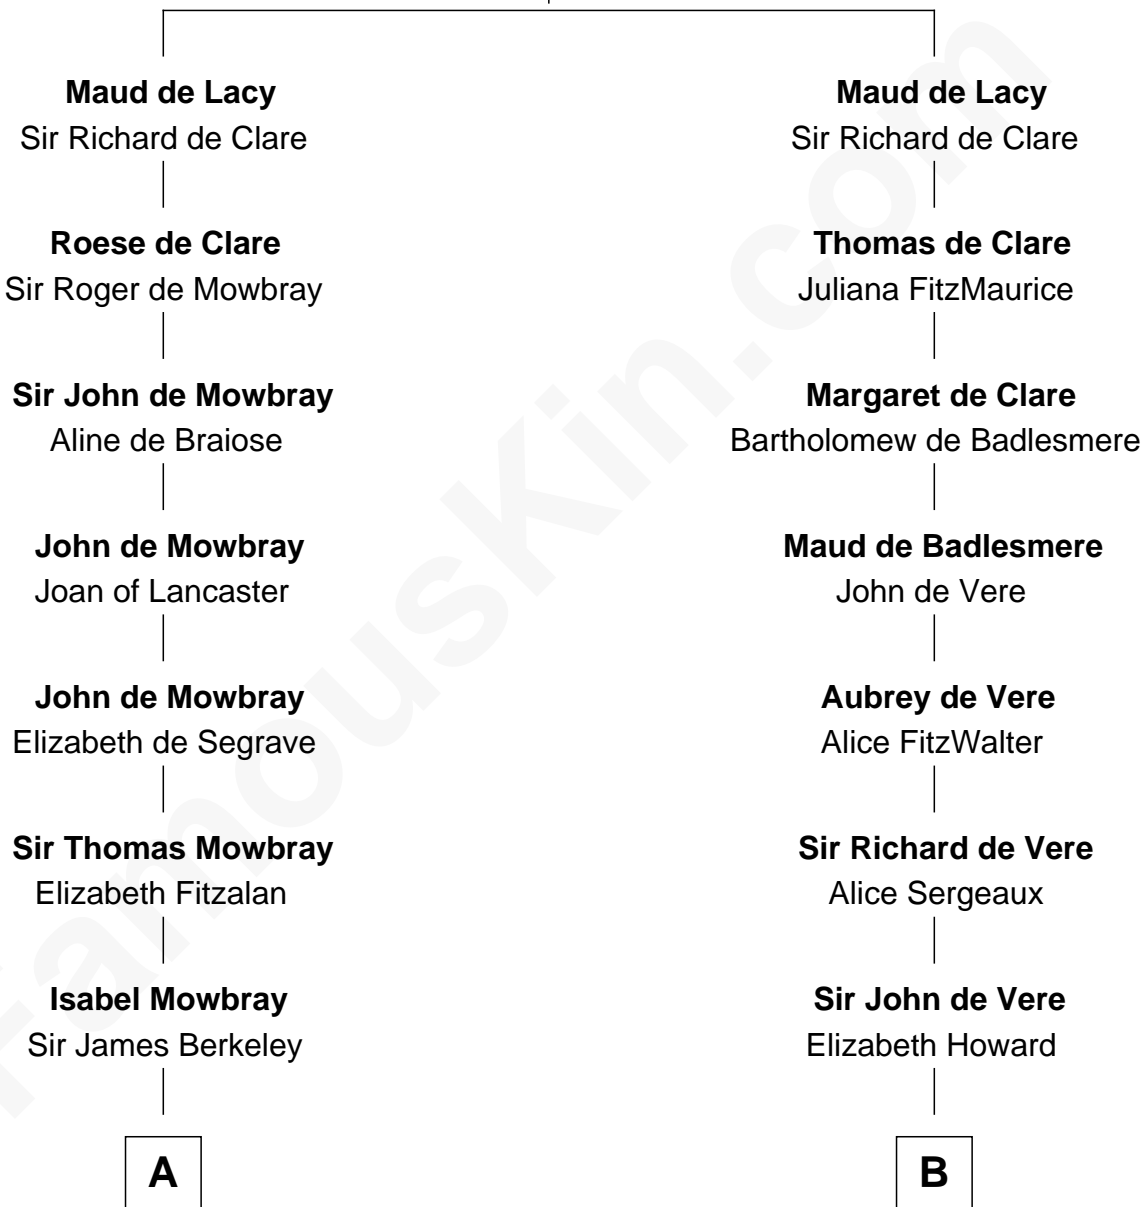 Maud de Lacy
Sir Richard de Clare
Roese de Clare
Sir Roger de Mowbray
Sir John de Mowbray
Aline de Braiose
John de Mowbray
Joan of Lancaster
John de Mowbray
Elizabeth de Segrave
Sir Thomas Mowbray
Elizabeth Fitzalan
Isabel Mowbray
Sir James Berkeley
A
Maud de Lacy
Sir Richard de Clare
Thomas de Clare
Juliana FitzMaurice
Margaret de Clare
Bartholomew de Badlesmere
Maud de Badlesmere
John de Vere
Aubrey de Vere
Alice FitzWalter
Sir Richard de Vere
Alice Sergeaux
Sir John de Vere
Elizabeth Howard
B
FamousKin.com